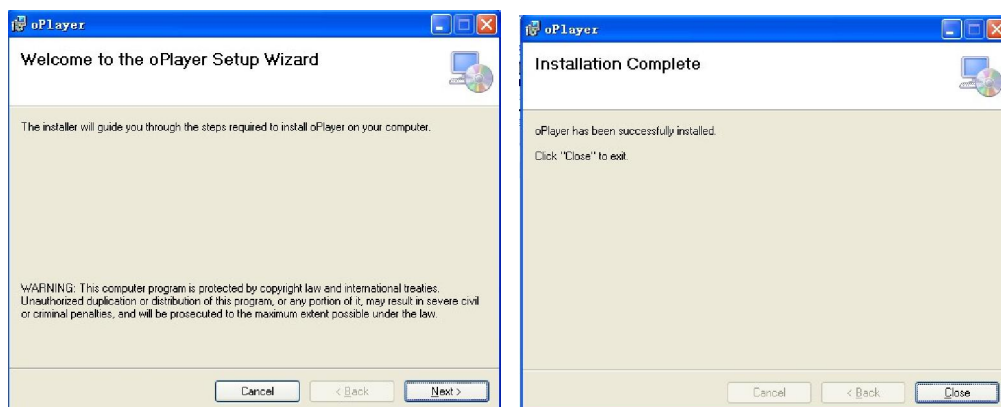 oPlayer
Welcome to the oPlayer Setup Wizard
The installer will guide you through the steps required to install oPlayer on your computer.
WARNING: This computer program is protected by copyright law and international treaties.
Unauthorized duplication or distribution of this program, or any portion of it, may result in severe civil
or criminal penalties, and will be prosecuted to the maximum extent possible under the law.
Cancel
< Back
Next >
oPlayer
Installation Complete
oPlayer has been successfully installed.
Click "Close" to exit.
Cancel
< Back
Close